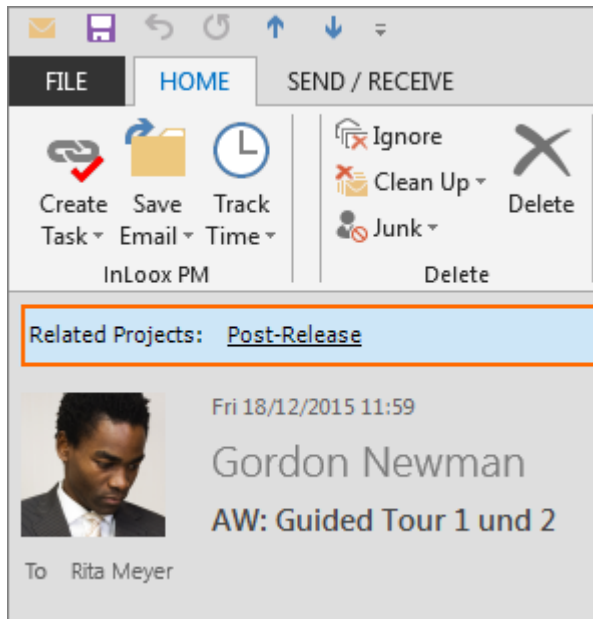 FILE HOME SEND / RECEIVE
Ignore
Clean Up
Junk
Create Save Track Delete
Task Email Time
InLoox PM Delete
Related Projects: Post-Release
Fri 18/12/2015 11:59
Gordon Newman
AW: Guided Tour 1 und 2
To Rita Meyer